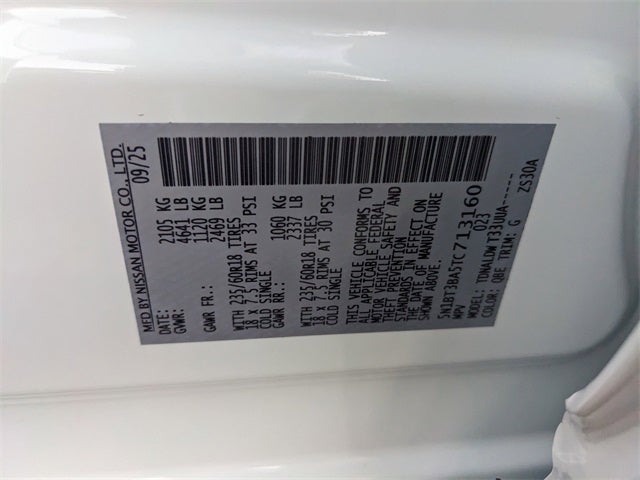 MFD BY NISSAN MOTOR CO., LTD.
DATE: 09/25
GVWR: 2105 KG
4641 LB
GAWR FR.: 1120 KG
2469 LB
WITH 235/60R18 TIRES
18 x 7.5 RIMS AT 33 PSI
COLD SINGLE
GAWR RR.: 1060 KG
2337 LB
WITH 235/60R18 TIRES
18 x 7.5 RIMS AT 30 PSI
COLD SINGLE
THIS VEHICLE CONFORMS TO
ALL APPLICABLE FEDERAL
MOTOR VEHICLE SAFETY AND
THEFT PREVENTION
STANDARDS IN EFFECT ON
THE DATE OF MANUFACTURE
SHOWN ABOVE.
5N1BT3BA5TC713160
MPV 023
MODEL: T33UUA-----
COLOR: QBE TRIM: G ZS30A